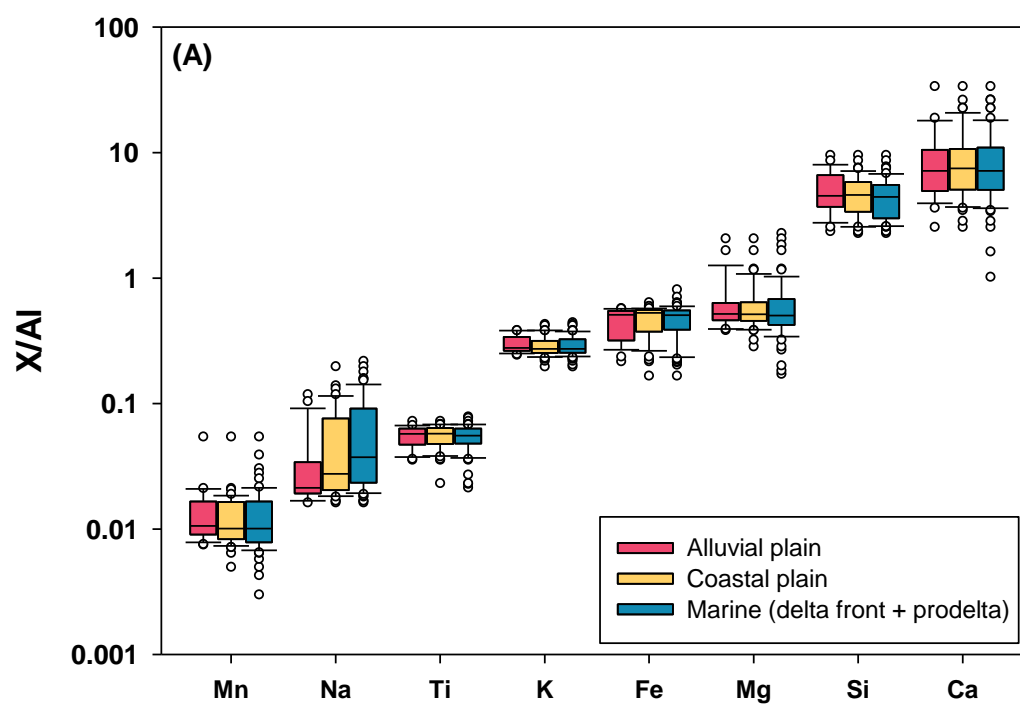 (A)
100
10
1
0.1
0.01
0.001
X/Al
Mn Na Ti K Fe Mg Si Ca
Alluvial plain
Coastal plain
Marine (delta front + prodelta)